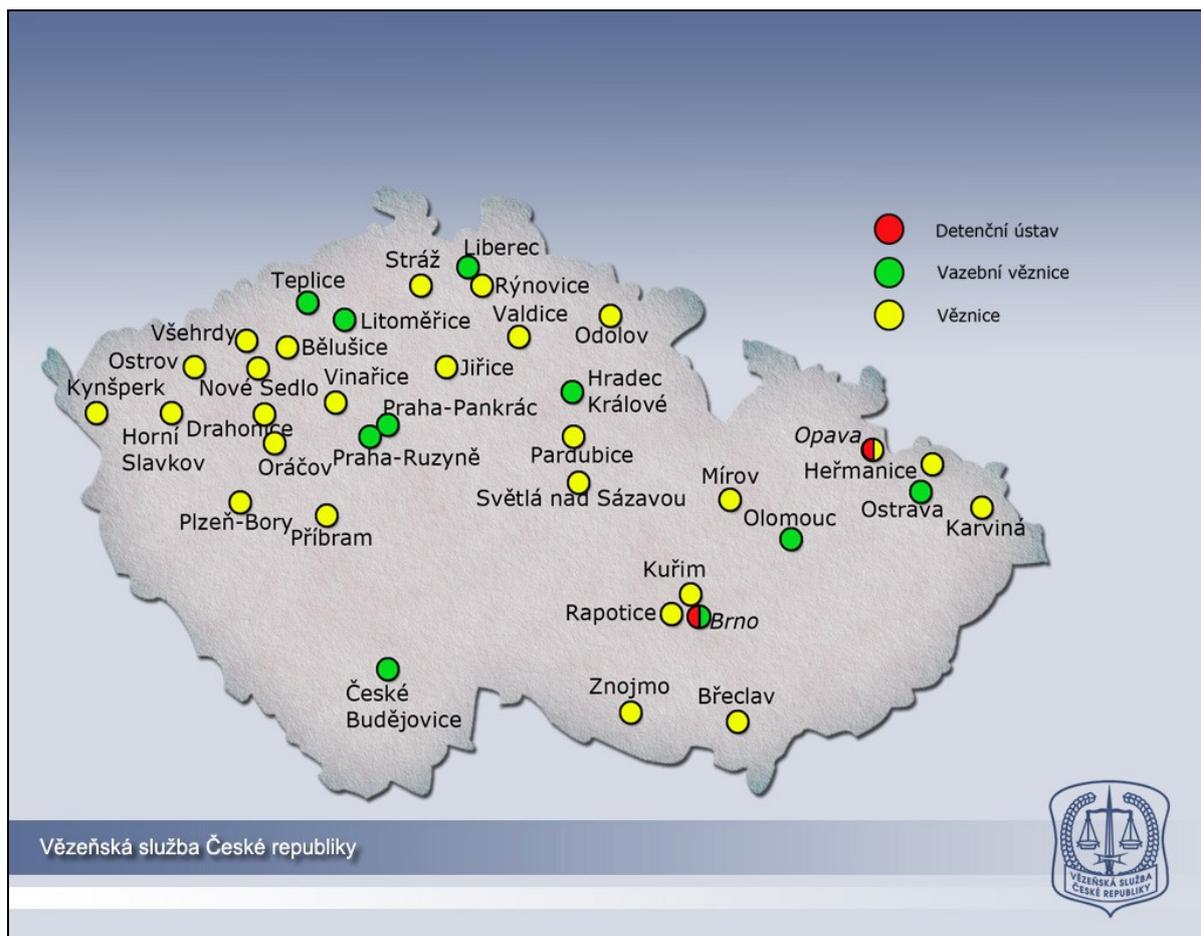 Liberec
Stráž
Detenční ústav
Teplice
Rýnovice
Vazební věznice
Valdice
Litoměřice
Věznice
Všehrdy
Odolov
Bělušice
Ostrov
Jiřice
Kynšperk
Nové Sedlo
Vinařice
Hradec
Králové
Praha-Pankrác
Horní
Slavkov
Drahonice
Opava
Pardubice
Oráčov
Praha-Ruzyně
Heřmanice
Mírov
Světlá nad Sázavou
Ostrava
Olomouc
Karviná
Plzeň-Bory
Příbram
Kuřim
Rapotice
Brno
České
Budějovice
Znojmo
Břeclav
Vězeňská služba České republiky
VĚZEŇSKÁ SLUŽBA
ČESKÉ REPUBLIKY